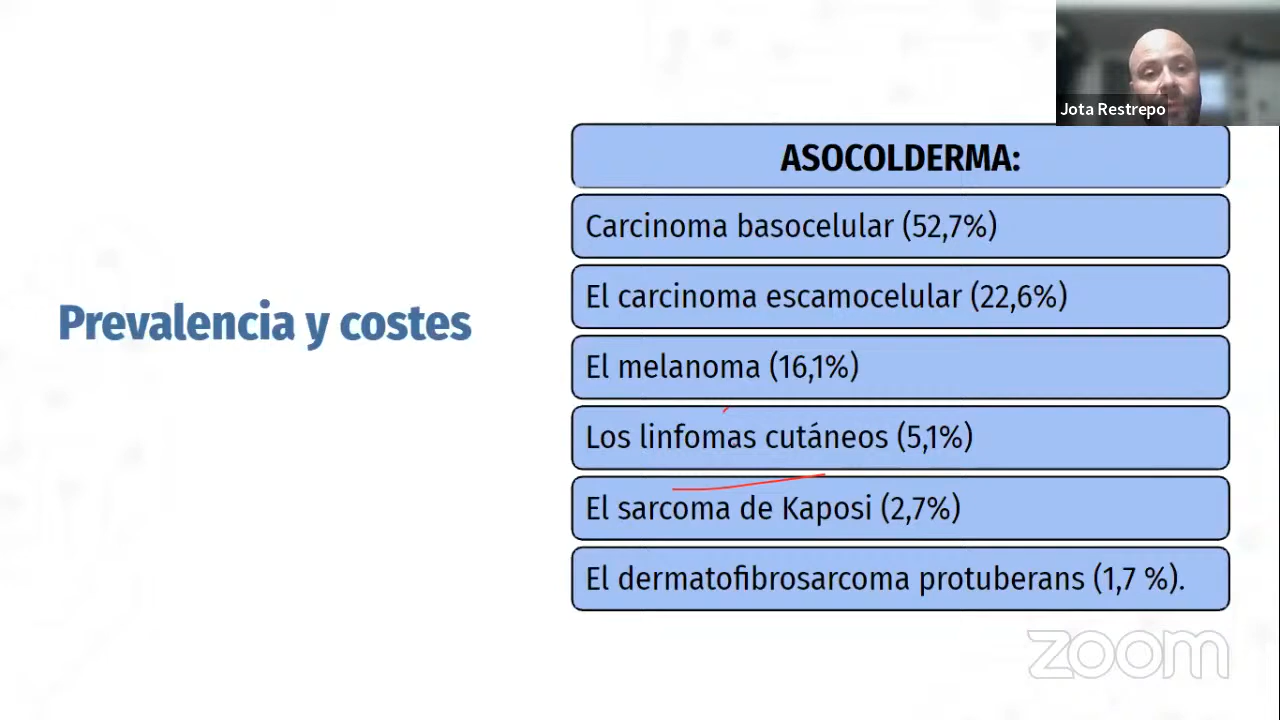 Jota Restrepo
ASOCOLDERMA:
Carcinoma basocelular (52,7%)
El carcinoma escamocelular (22,6%)
Prevalencia y costes
El melanoma (16,1%)
Los linfomas cutáneos (5,1%)
El sarcoma de Kaposi (2,7%)
El dermatofibrosarcoma protuberans (1,7 %).
zoom